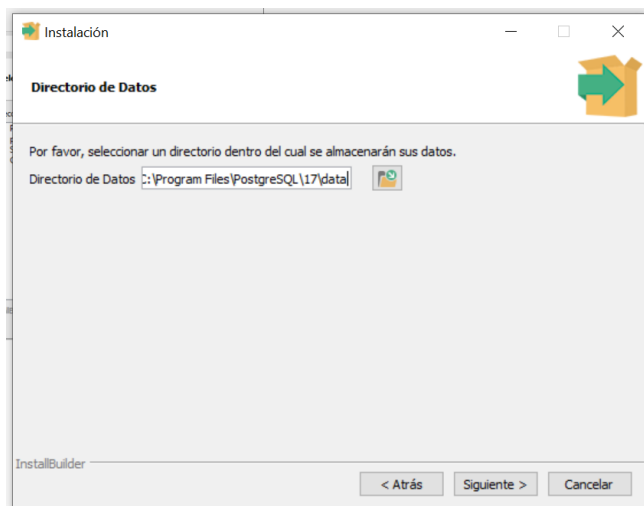 Instalación
Directorio de Datos
Por favor, seleccionar un directorio dentro del cual se almacenarán sus datos.
Directorio de Datos :\Program Files\PostgreSQL\17\data
InstallBuilder
< Atrás Siguiente > Cancelar